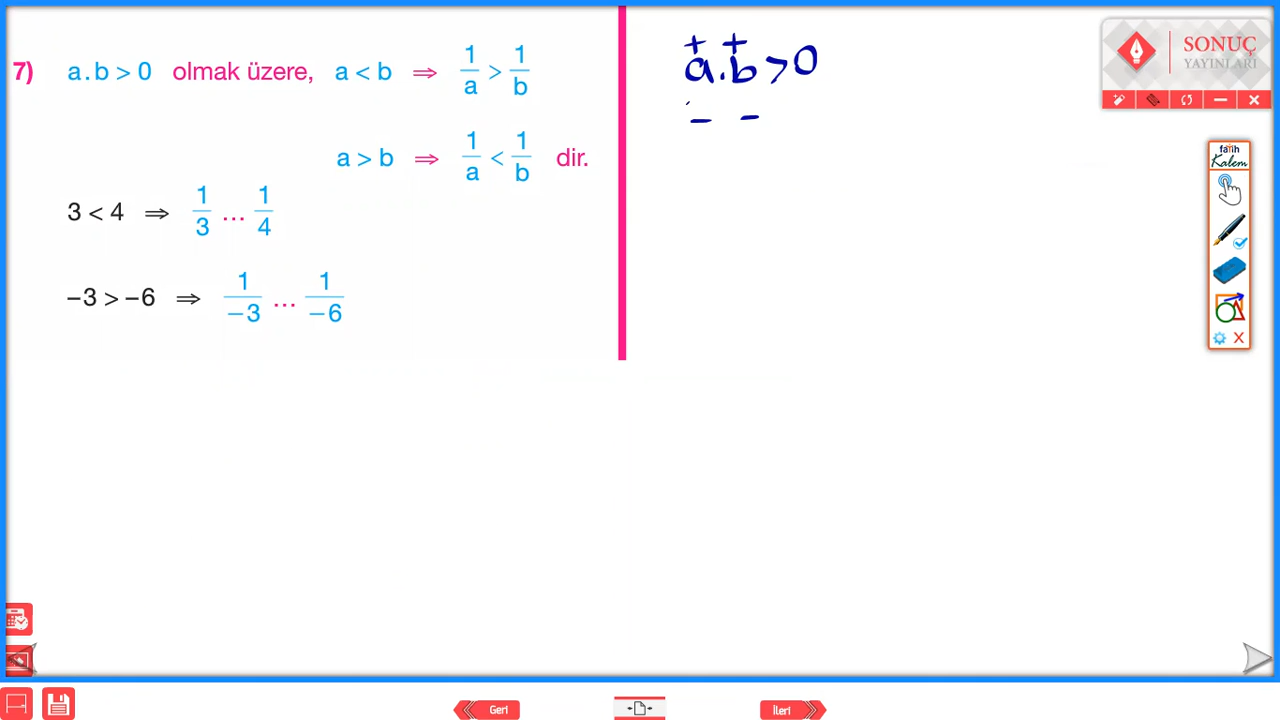 7) a.b > 0 olmak üzere, a < b ⇒ 1/a > 1/b
a > b ⇒ 1/a < 1/b dir.
3 < 4 ⇒ 1/3 ... 1/4
−3 > −6 ⇒ 1/−3 ... 1/−6
+ +
a.b>0
− −
SONUÇ
YAYINLARI
fatih
Kalem
Geri
İleri